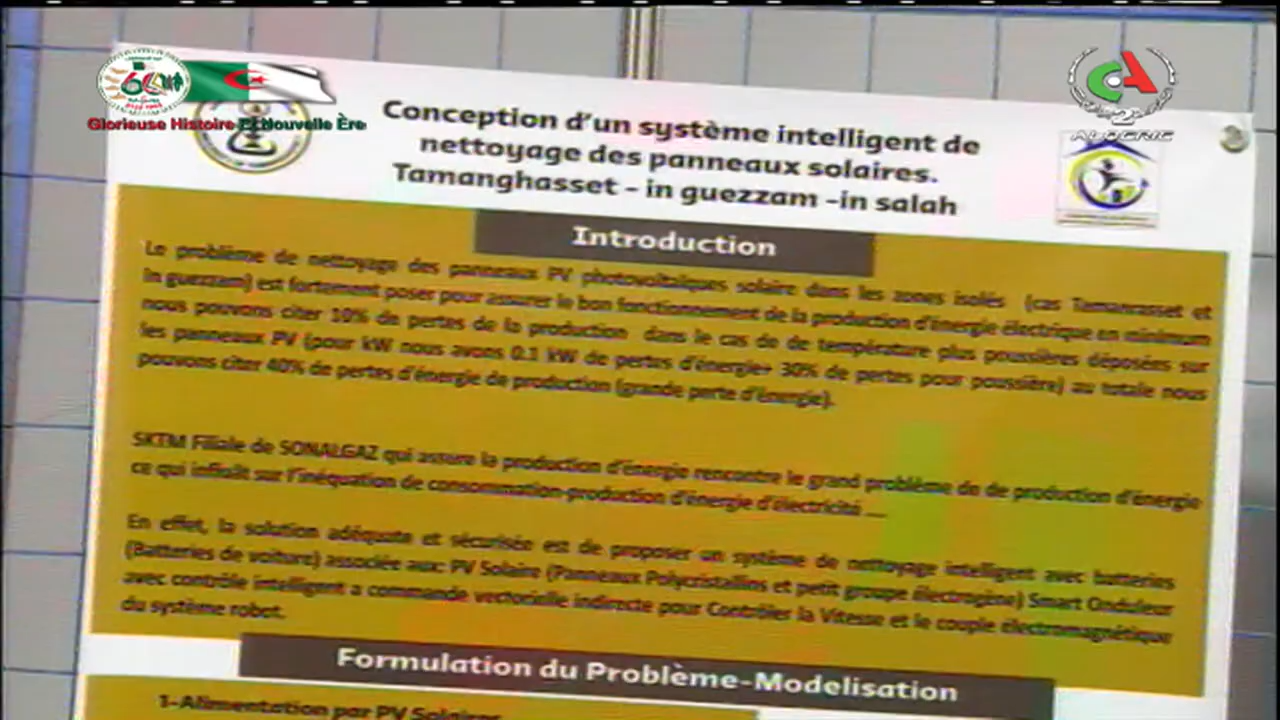 60
Glorieuse Histoire Et Nouvelle Ère
2
ALGERIE
Conception d'un système intelligent de
nettoyage des panneaux solaires.
Tamanghasset - in guezzam -in salah
Introduction
Le problème de nettoyage des panneaux PV photovoltaïques solaire dans les zones isolés (cas Tamanrasset et
In guezzam) est fortement poser pour assurer le bon fonctionnement de la production d'énergie électrique en minimum
nous pouvons citer 10% de pertes de la production dans le cas de de température plus poussières déposées sur
les panneaux PV (pour kW nous avons 0.1 kW de pertes d'énergie+ 30% de pertes pour poussière) au totale nous
pouvons citer 40% de pertes d'énergie de production (grande perte d'énergie).
SKTM Filiale de SONALGAZ qui assure la production d'énergie rencontre le grand problème de de production d'énergie
ce qui influit sur l'inéquation de consommation-production d'énergie d'électricité ....
En effet, la solution adéquate et sécurisée est de proposer un système de nettoyage intelligent avec batteries
(Batteries de voiture) associée aux: PV Solaire (Panneaux Polycristallins et petit groupe électrogène) Smart Onduleur
avec contrôle intelligent a commande vectorielle indirecte pour Contrôler la Vitesse et le couple électromagnétique
du système robot.
Formulation du Problème-Modelisation
1-Alimentation par PV Solaires